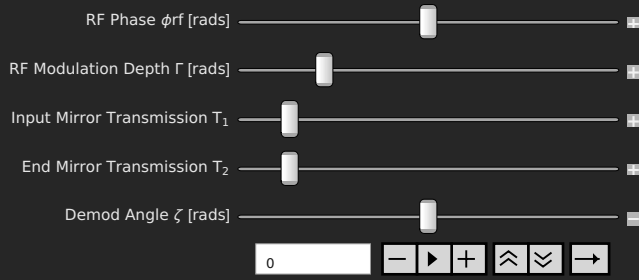 RF Phase ϕrf [rads]
RF Modulation Depth Γ [rads]
Input Mirror Transmission T₁
End Mirror Transmission T₂
Demod Angle ζ [rads]
0